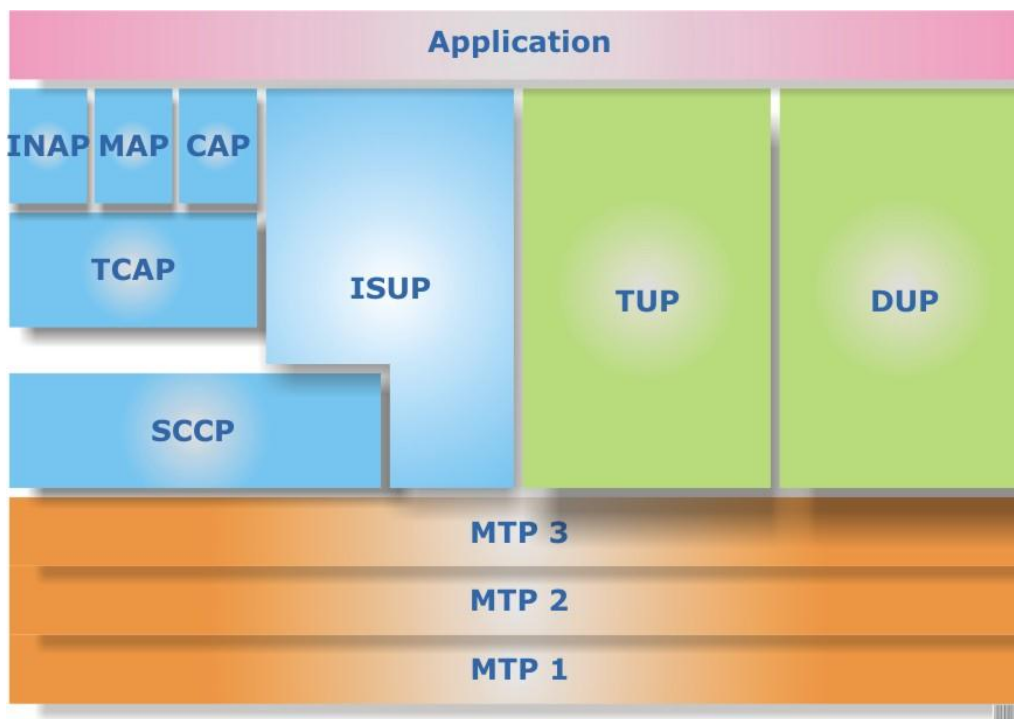 Application
INAP MAP CAP
TCAP
ISUP
TUP
DUP
SCCP
MTP 3
MTP 2
MTP 1